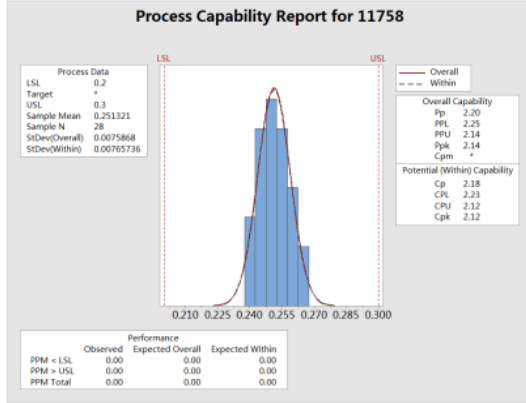 Process Capability Report for 11758
LSL USL
Process Data
LSL 0.2
Target *
USL 0.3
Sample Mean 0.251321
Sample N 28
StDev(Overall) 0.0075868
StDev(Within) 0.00765736
Overall
Within
Overall Capability
Pp 2.20
PPL 2.25
PPU 2.14
Ppk 2.14
Cpm *
Potential (Within) Capability
Cp 2.18
CPL 2.23
CPU 2.12
Cpk 2.12
0.210 0.225 0.240 0.255 0.270 0.285 0.300
Performance
Observed Expected Overall Expected Within
PPM < LSL 0.00 0.00 0.00
PPM > USL 0.00 0.00 0.00
PPM Total 0.00 0.00 0.00